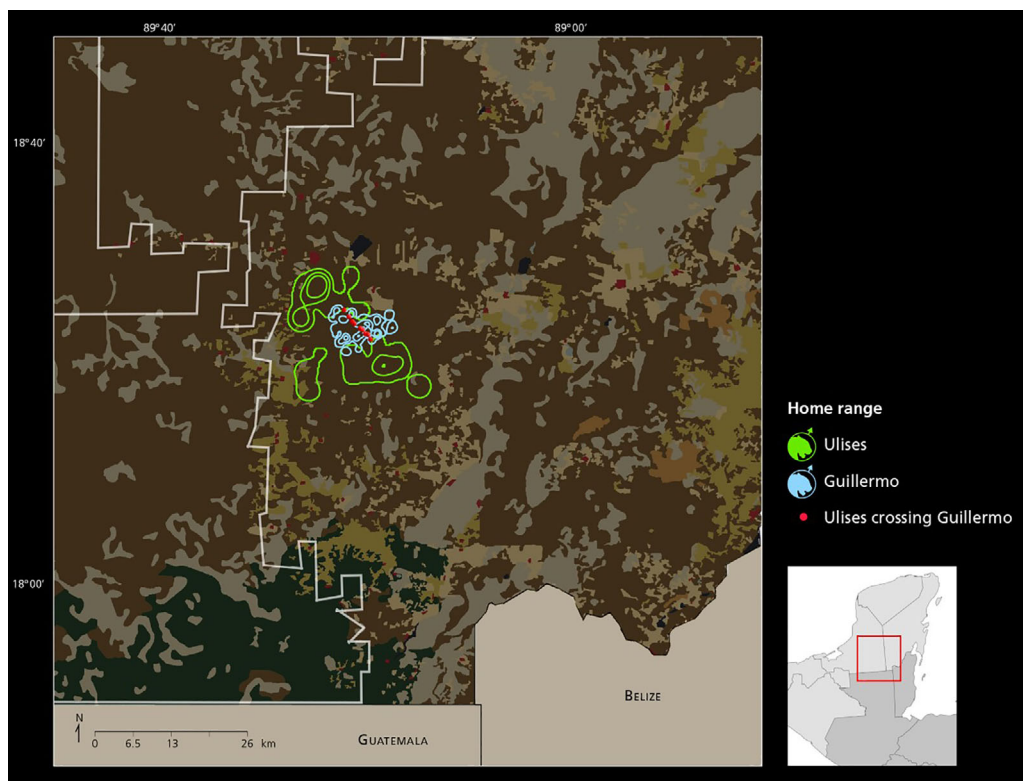 89°40'
89°00'
18°40'
18°00'
Home range
Ulises
Guillermo
Ulises crossing Guillermo
N
0 6.5 13 26 km
GUATEMALA
BELIZE